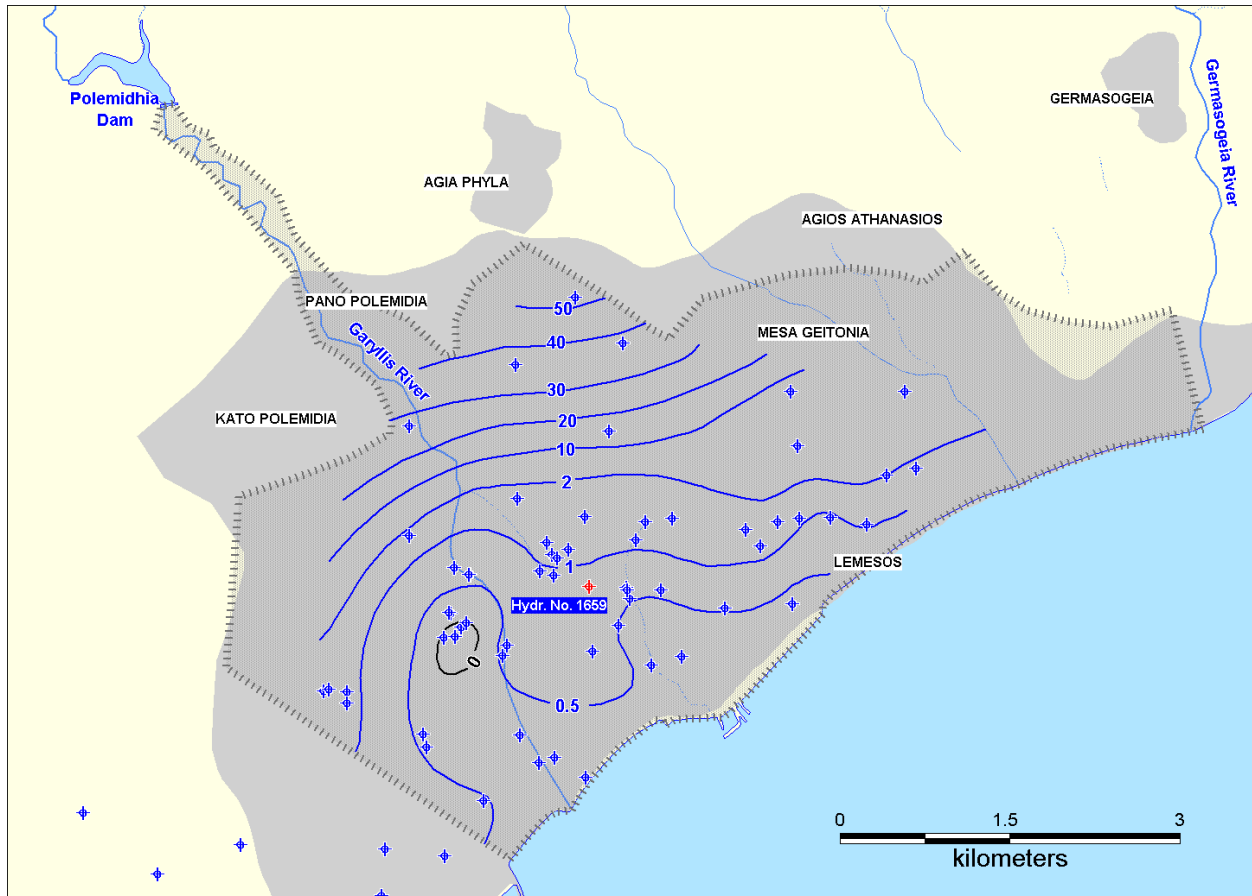 Polemidhia
Dam
GERMASOGEIA
Germasogeia River
AGIA PHYLA
AGIOS ATHANASIOS
PANO POLEMIDIA
50
MESA GEITONIA
Garyllis River
40
30
KATO POLEMIDIA
20
10
2
1
LEMESOS
Hydr. No. 1659
0
0.5
0 1.5 3
kilometers